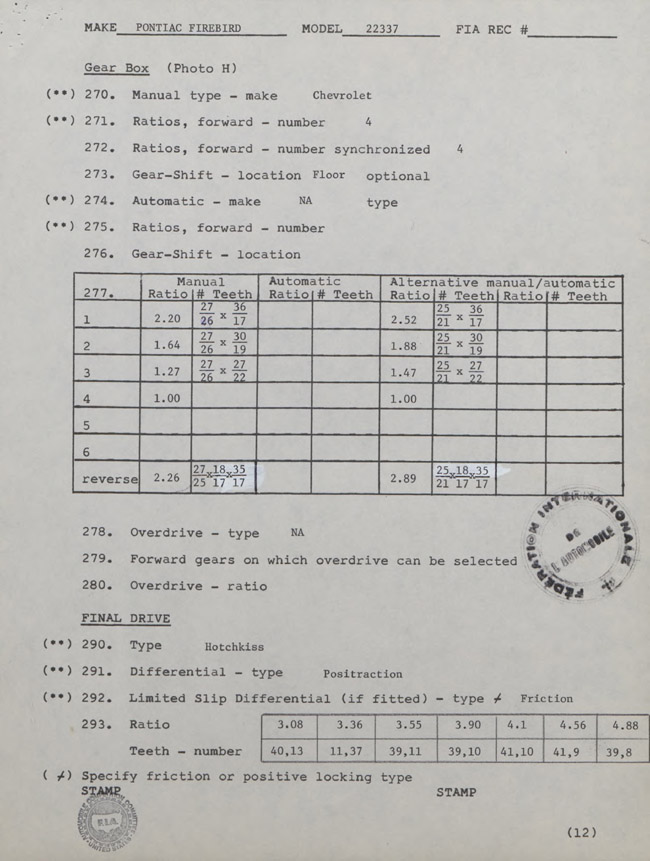 MAKE PONTIAC FIREBIRD MODEL 22337 FIA REC #
Gear Box (Photo H)
(**) 270. Manual type - make Chevrolet
(**) 271. Ratios, forward - number 4
272. Ratios, forward - number synchronized 4
273. Gear-Shift - location Floor optional
(**) 274. Automatic - make NA type
(**) 275. Ratios, forward - number
276. Gear-Shift - location
277. Manual Automatic Alternative manual/automatic
Ratio # Teeth Ratio # Teeth Ratio # Teeth Ratio # Teeth
1 2.20 27/26 x 36/17 2.52 25/21 x 36/17
2 1.64 27/26 x 30/19 1.88 25/21 x 30/19
3 1.27 27/26 x 27/22 1.47 25/21 x 27/22
4 1.00 1.00
5
6
reverse 2.26 27/25 x 18/17 x 35/17 2.89 25/21 x 18/17 x 35/17
278. Overdrive - type NA
279. Forward gears on which overdrive can be selected
280. Overdrive - ratio
FÉDÉRATION INTERNATIONALE
DE
L'AUTOMOBILE
FINAL DRIVE
(**) 290. Type Hotchkiss
(**) 291. Differential - type Positraction
(**) 292. Limited Slip Differential (if fitted) - type ≠ Friction
293. Ratio 3.08 3.36 3.55 3.90 4.1 4.56 4.88
Teeth - number 40,13 11,37 39,11 39,10 41,10 41,9 39,8
(≠) Specify friction or positive locking type
STAMP STAMP
F.I.A.
(12)